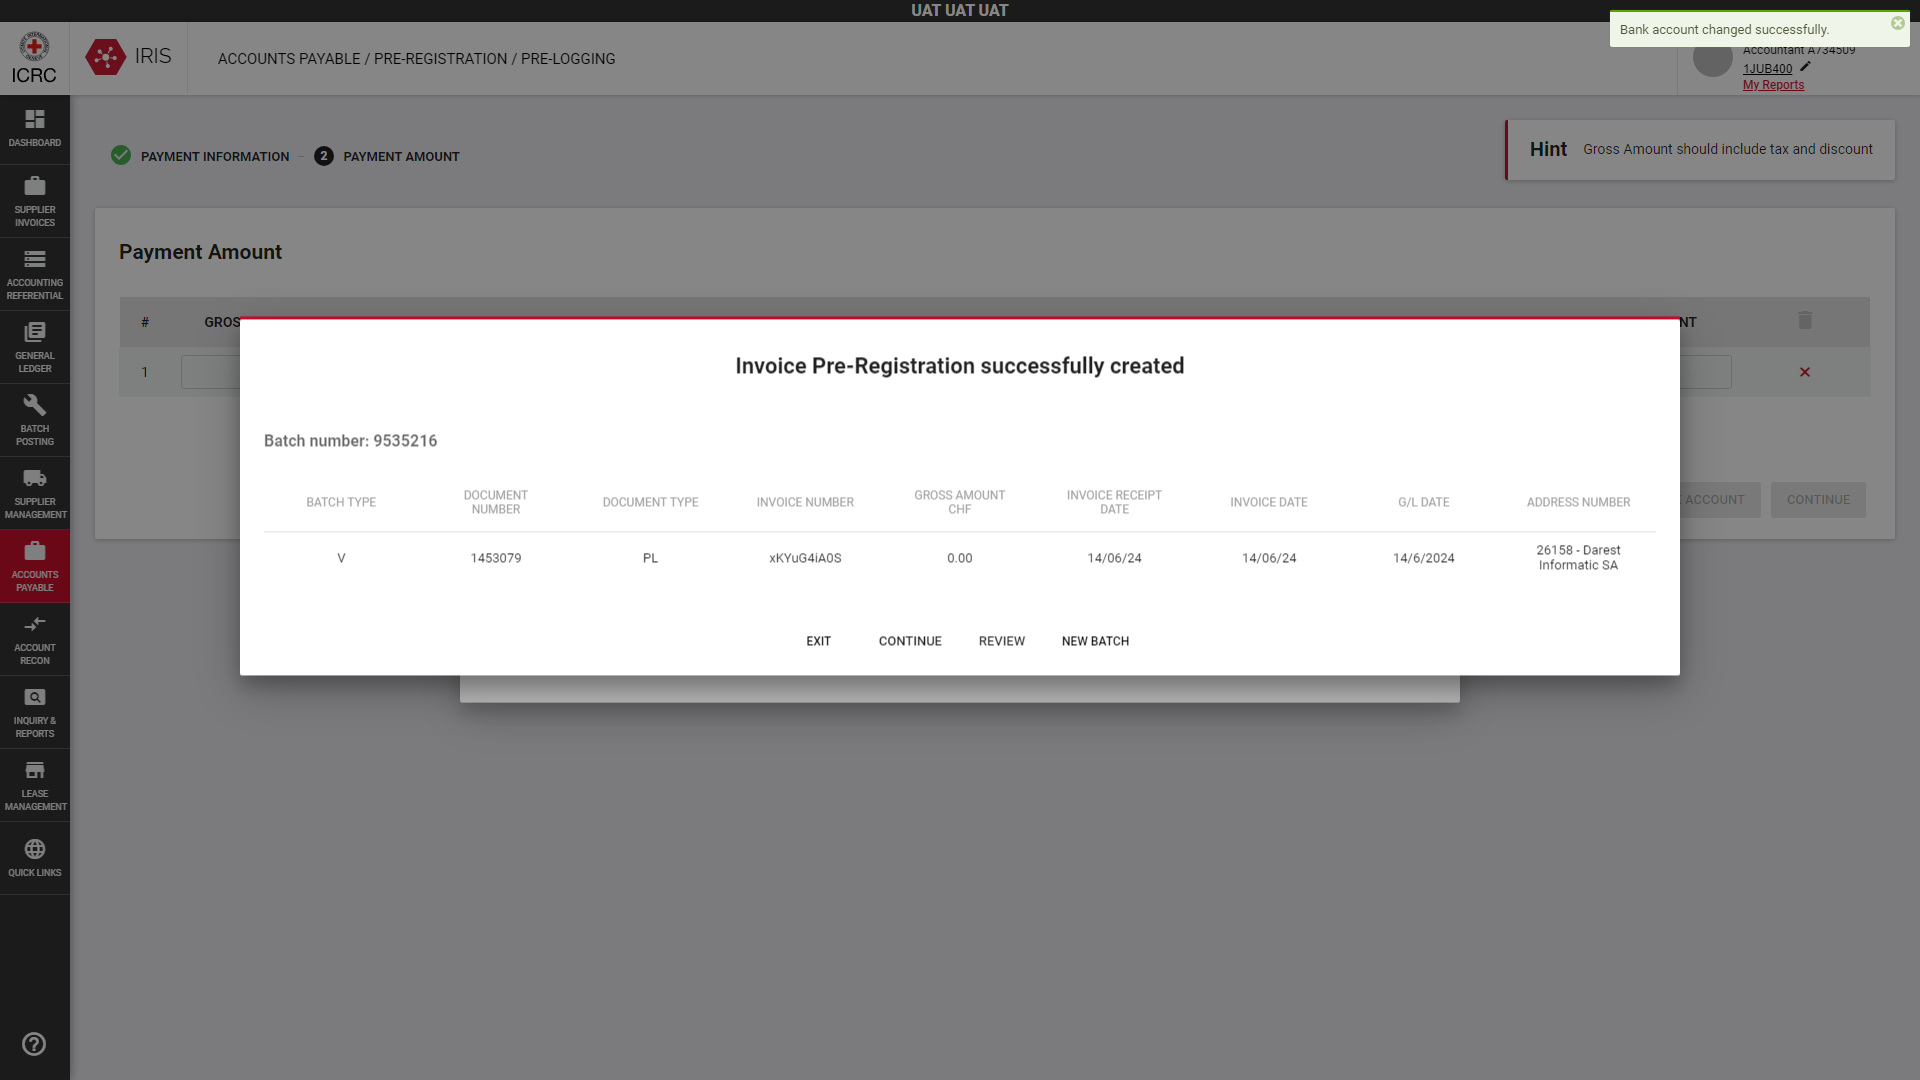 UAT UAT UAT
Bank account changed successfully.
ICRC
IRIS
ACCOUNTS PAYABLE / PRE-REGISTRATION / PRE-LOGGING
Accountant A734509
1JUB400
My Reports
DASHBOARD
SUPPLIER
INVOICES
ACCOUNTING
REFERENTIAL
GENERAL
LEDGER
BATCH
POSTING
SUPPLIER
MANAGEMENT
ACCOUNTS
PAYABLE
ACCOUNT
RECON
INQUIRY &
REPORTS
LEASE
MANAGEMENT
QUICK LINKS
PAYMENT INFORMATION
2 PAYMENT AMOUNT
Hint Gross Amount should include tax and discount
Payment Amount
# GROS NT
1
ACCOUNT CONTINUE
Invoice Pre-Registration successfully created
Batch number: 9535216
BATCH TYPE DOCUMENT NUMBER DOCUMENT TYPE INVOICE NUMBER GROSS AMOUNT CHF INVOICE RECEIPT DATE INVOICE DATE G/L DATE ADDRESS NUMBER
V 1453079 PL xKYuG4iA0S 0.00 14/06/24 14/06/24 14/6/2024 26158 - Darest Informatic SA
EXIT CONTINUE REVIEW NEW BATCH